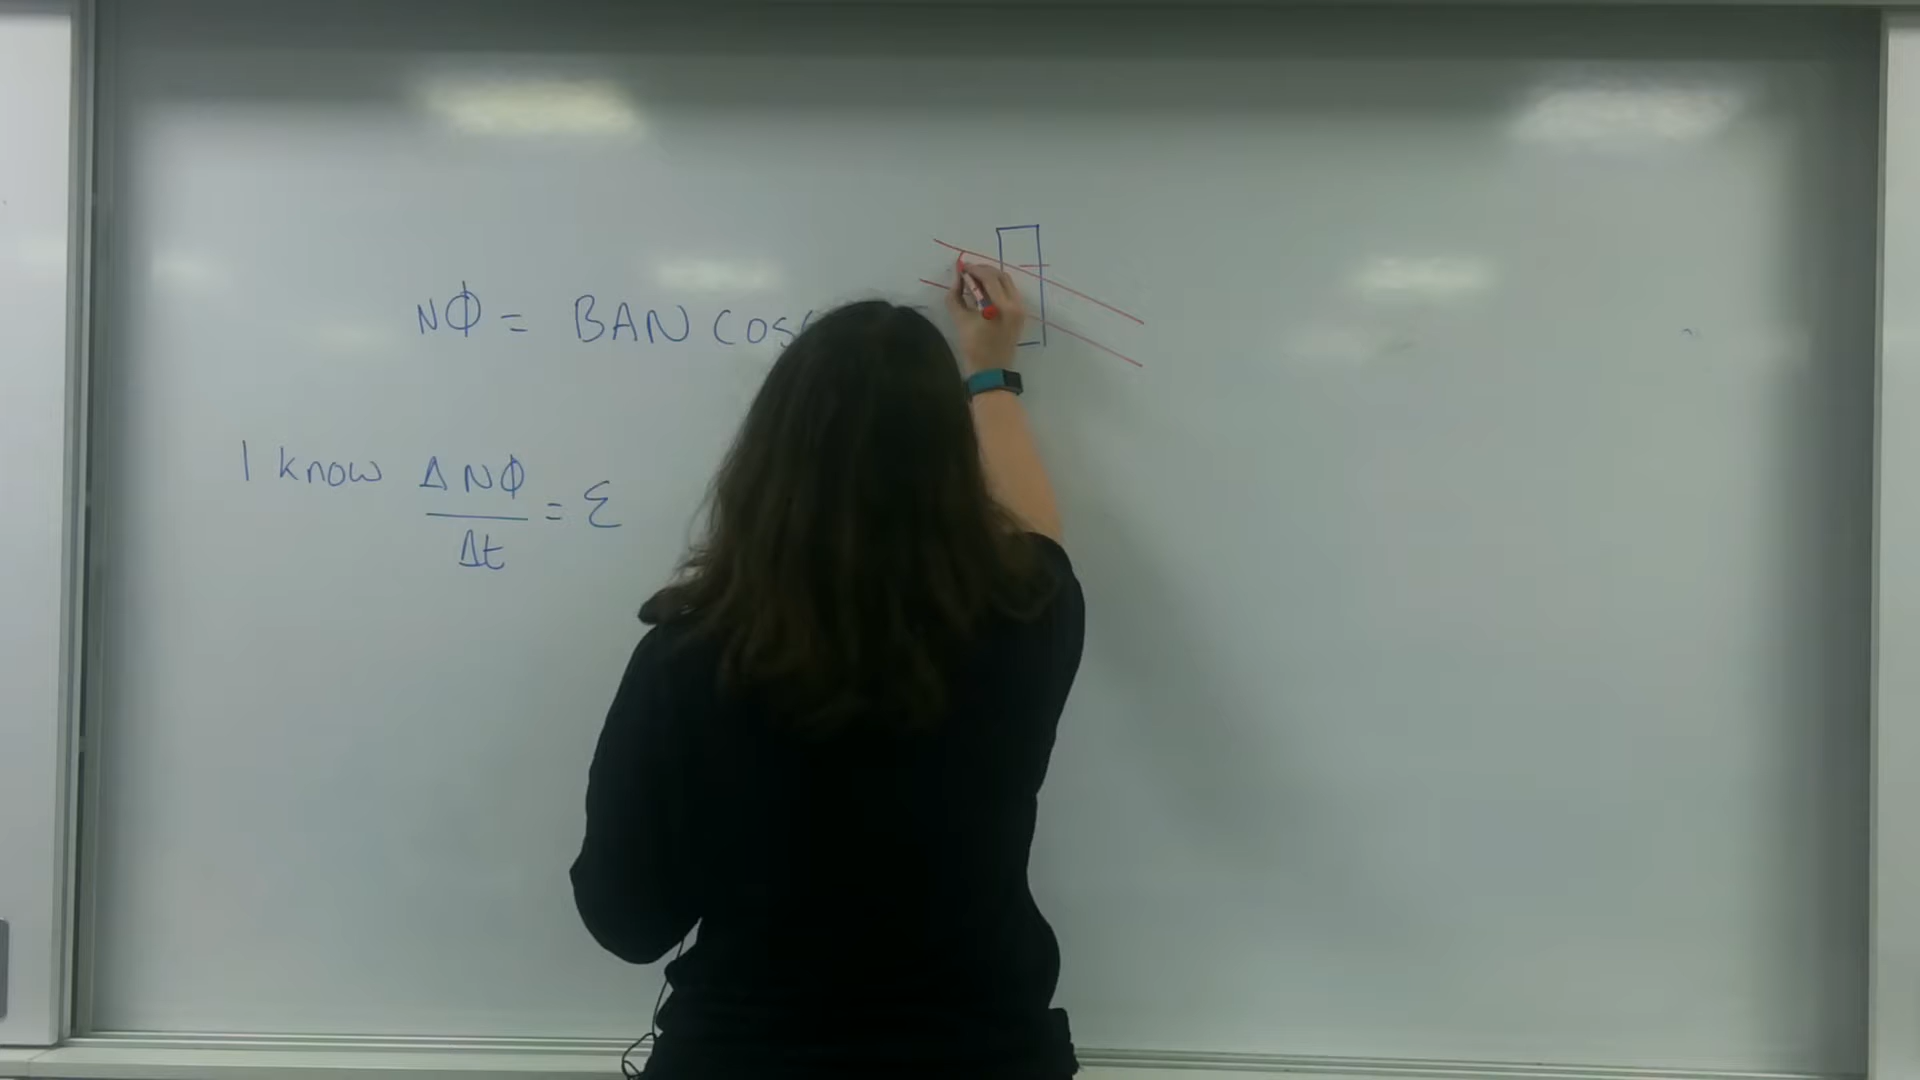 NΦ = BAN cos
I know ΔNΦ
= ε
Δt